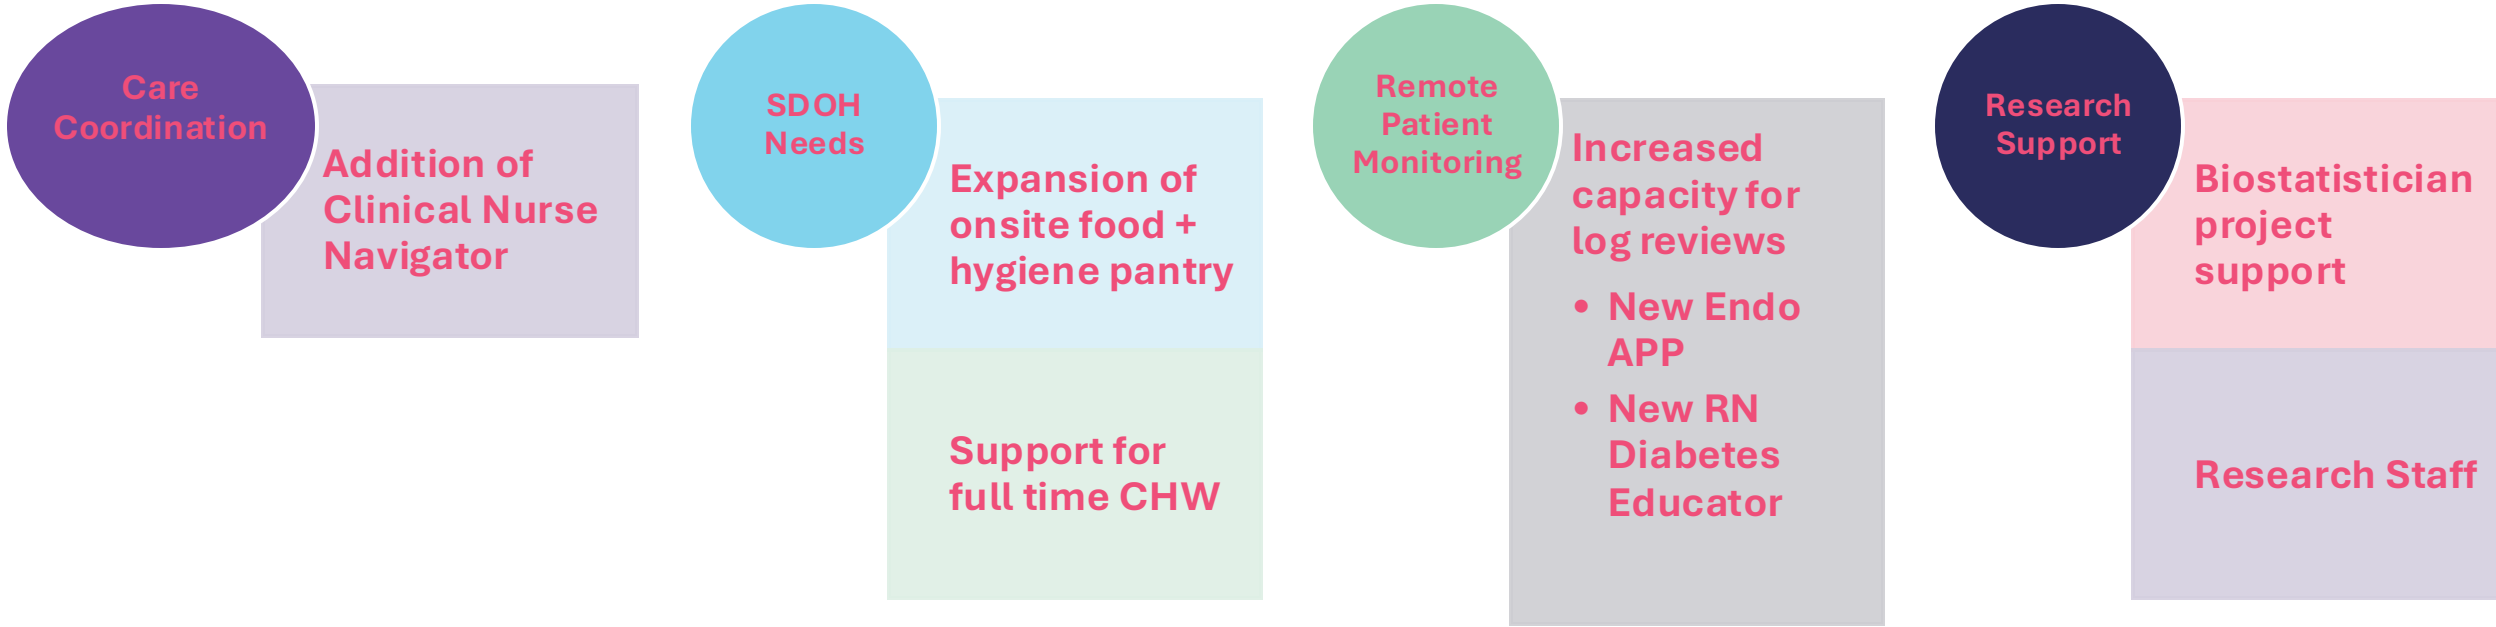 Care
Coordination
Addition of
Clinical Nurse
Navigator
SDOH
Needs
Expansion of
onsite food +
hygiene pantry
Support for
full time CHW
Remote
Patient
Monitoring
Increased
capacity for
log reviews
• New Endo
APP
• New RN
Diabetes
Educator
Research
Support
Biostatistician
project
support
Research Staff